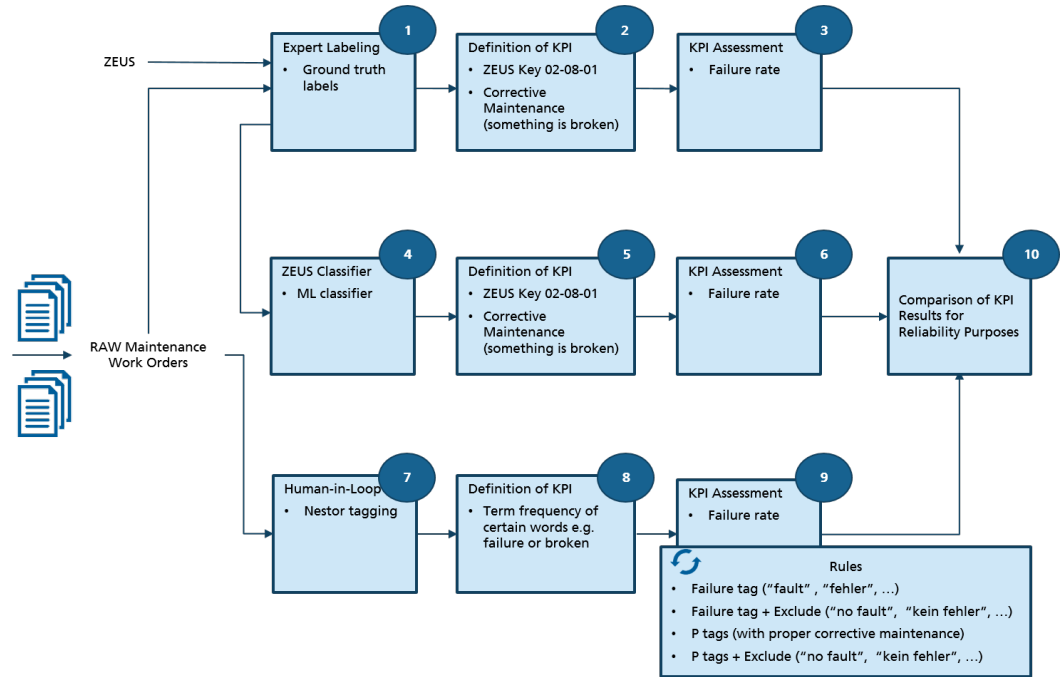 ZEUS
1
Expert Labeling
• Ground truth
labels
2
Definition of KPI
• ZEUS Key 02-08-01
• Corrective
Maintenance
(something is broken)
3
KPI Assessment
• Failure rate
4
ZEUS Classifier
• ML classifier
5
Definition of KPI
• ZEUS Key 02-08-01
• Corrective
Maintenance
(something is broken)
6
KPI Assessment
• Failure rate
10
Comparison of KPI
Results for
Reliability Purposes
RAW Maintenance
Work Orders
7
Human-in-Loop
• Nestor tagging
8
Definition of KPI
• Term frequency of
certain words e.g.
failure or broken
9
KPI Assessment
• Failure rate
Rules
• Failure tag (“fault” , “fehler”, …)
• Failure tag + Exclude (“no fault”, “kein fehler”, …)
• P tags (with proper corrective maintenance)
• P tags + Exclude (“no fault”, “kein fehler”, …)